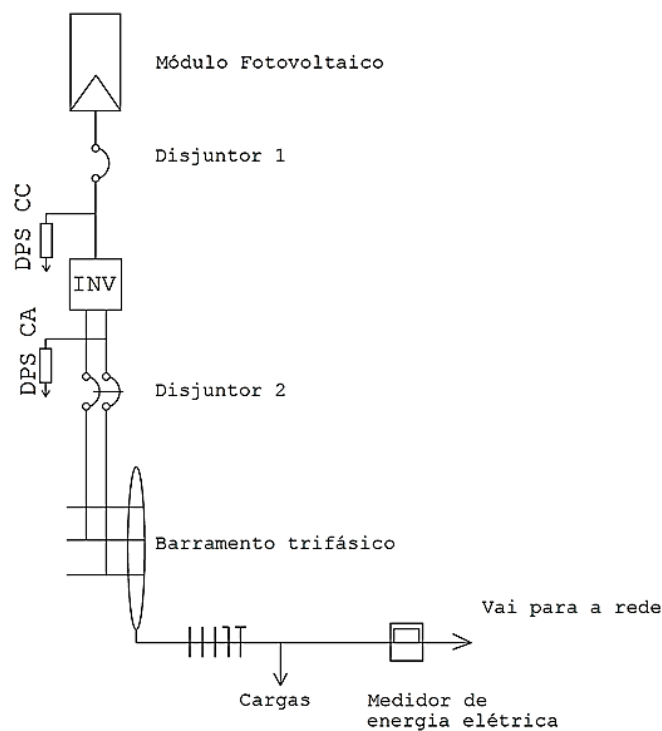 Módulo Fotovoltaico
Disjuntor 1
DPS CC
INV
DPS CA
Disjuntor 2
Barramento trifásico
Vai para a rede
Cargas
Medidor de
energia elétrica